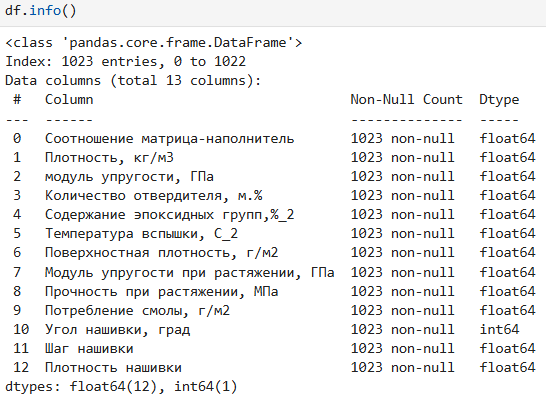 df.info()
<class 'pandas.core.frame.DataFrame'>
Index: 1023 entries, 0 to 1022
Data columns (total 13 columns):
 #   Column                                Non-Null Count  Dtype
---  ------                                --------------  -----
 0   Соотношение матрица-наполнитель       1023 non-null   float64
 1   Плотность, кг/м3                      1023 non-null   float64
 2   модуль упругости, ГПа                 1023 non-null   float64
 3   Количество отвердителя, м.%           1023 non-null   float64
 4   Содержание эпоксидных групп,%_2       1023 non-null   float64
 5   Температура вспышки, С_2              1023 non-null   float64
 6   Поверхностная плотность, г/м2         1023 non-null   float64
 7   Модуль упругости при растяжении, ГПа  1023 non-null   float64
 8   Прочность при растяжении, МПа         1023 non-null   float64
 9   Потребление смолы, г/м2               1023 non-null   float64
 10  Угол нашивки, град                    1023 non-null   int64
 11  Шаг нашивки                           1023 non-null   float64
 12  Плотность нашивки                     1023 non-null   float64
dtypes: float64(12), int64(1)